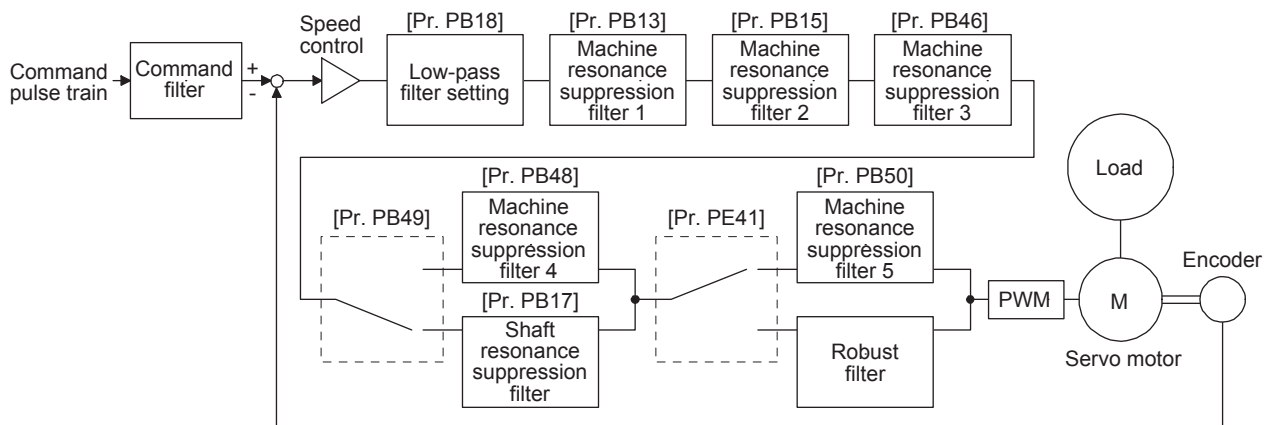 [Pr. PB18]
[Pr. PB13]
[Pr. PB15]
[Pr. PB46]
Speed
control
Command
pulse train
Command
filter
+
-
Low-pass
filter setting
Machine
resonance
suppression
filter 1
Machine
resonance
suppression
filter 2
Machine
resonance
suppression
filter 3
Load
[Pr. PB49]
[Pr. PB48]
Machine
resonance
suppression
filter 4
[Pr. PB17]
Shaft
resonance
suppression
filter
[Pr. PE41]
[Pr. PB50]
Machine
resonance
suppression
filter 5
Robust
filter
PWM
M
Servo motor
Encoder